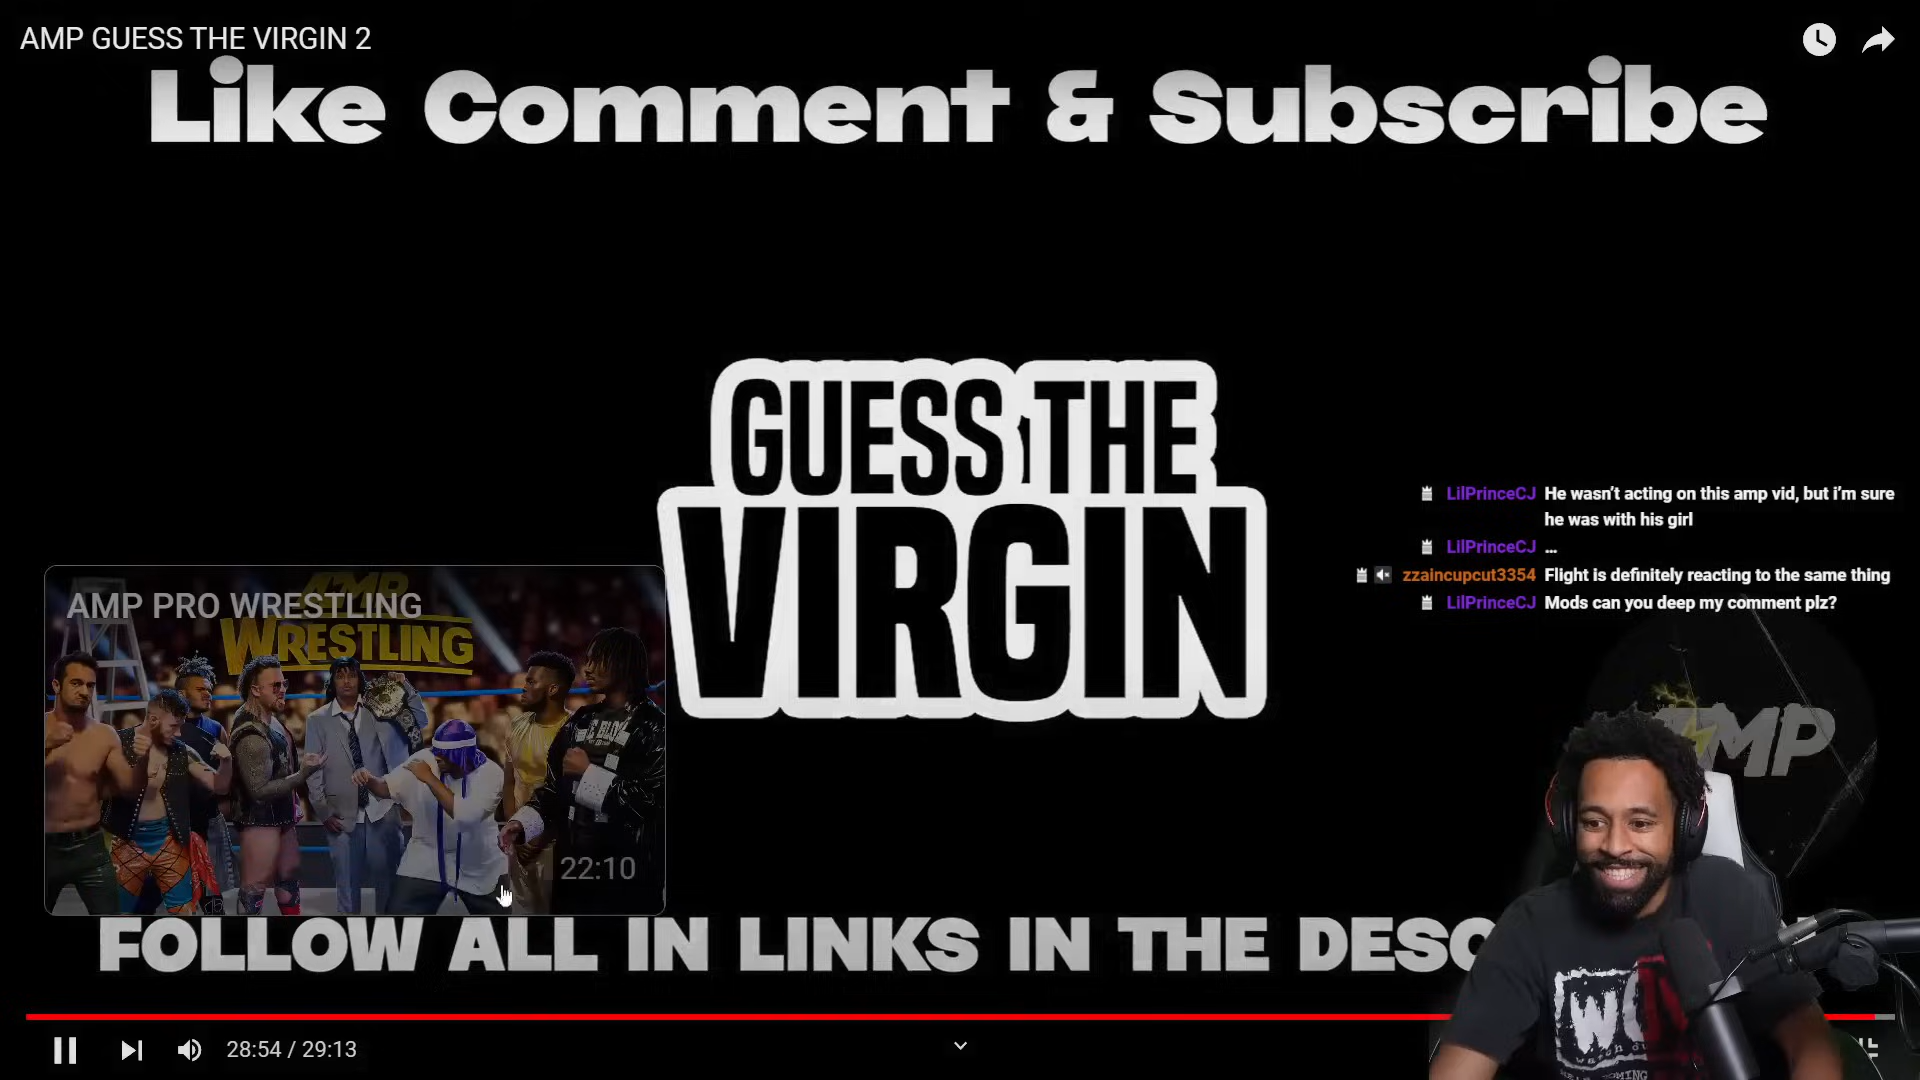 AMP GUESS THE VIRGIN 2
Like Comment & Subscribe
GUESS THE
VIRGIN
LilPrinceCJ He wasn't acting on this amp vid, but i'm sure
he was with his girl
LilPrinceCJ ...
zzaincupcut3354 Flight is definitely reacting to the same thing
LilPrinceCJ Mods can you deep my comment plz?
AMP PRO WRESTLING
AMP
WRESTLING
22:10
AMP
FOLLOW ALL IN LINKS IN THE DESC
28:54 / 29:13